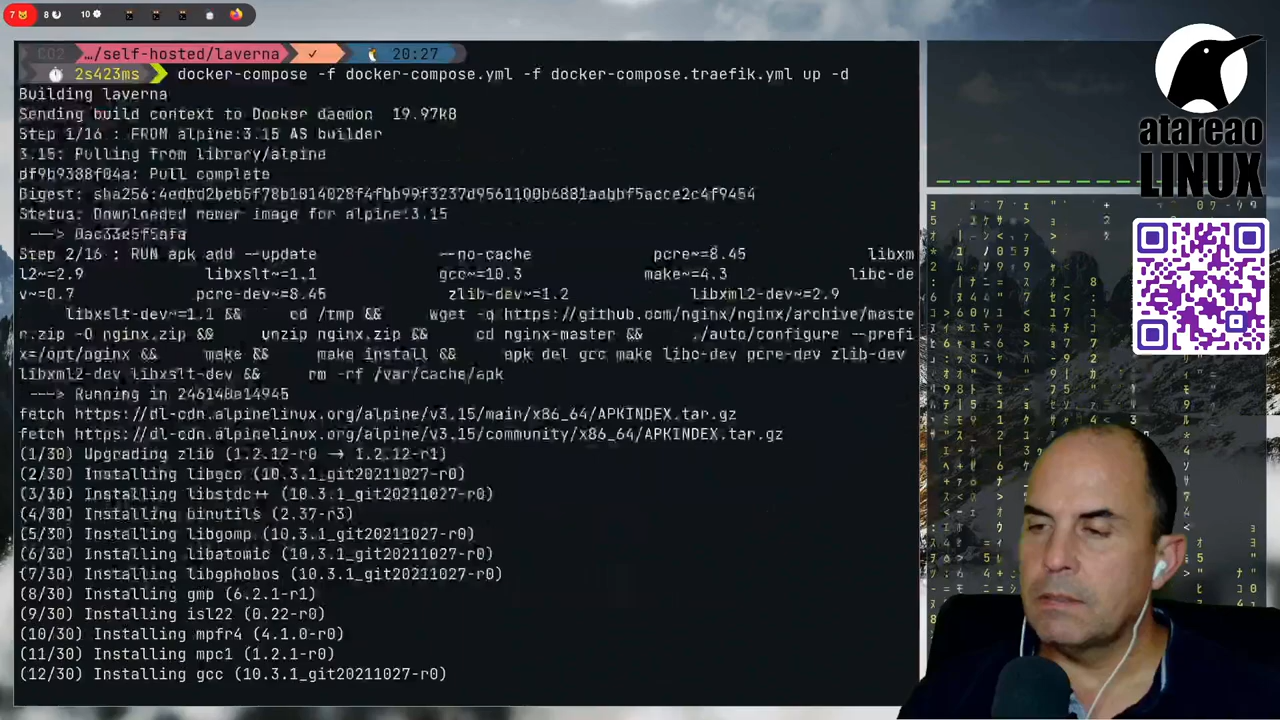 7 8 10
CO2 …/self-hosted/laverna ✓ 20:27
2s423ms docker-compose -f docker-compose.yml -f docker-compose.traefik.yml up -d
Building laverna
Sending build context to Docker daemon 19.97kB
Step 1/16 : FROM alpine:3.15 AS builder
3.15: Pulling from library/alpine
df9b9388f04a: Pull complete
Digest:
Status: Downloaded newer image for alpine:3.15
---> 0ac33e5f5afa
Step 2/16 : RUN apk add --update --no-cache pcre~=8.45 libxm
l2~=2.9 libxslt~=1.1 gcc~=10.3 make~=4.3 libc-de
v~=0.7 pcre-dev~=8.45 zlib-dev~=1.2 libxml2-dev~=2.9
libxslt-dev~=1.1 && cd /tmp && wget -q https://github.com/nginx/nginx/archive/maste
r.zip -O nginx.zip && unzip nginx.zip && cd nginx-master && ./auto/configure --prefi
x=/opt/nginx && make && make install && apk del gcc make libc-dev pcre-dev zlib-dev
libxml2-dev libxslt-dev && rm -rf /var/cache/apk
---> Running in 246140a14945
fetch https://dl-cdn.alpinelinux.org/alpine/v3.15/main/x86_64/APKINDEX.tar.gz
fetch https://dl-cdn.alpinelinux.org/alpine/v3.15/community/x86_64/APKINDEX.tar.gz
(1/30) Upgrading zlib (1.2.12-r0 -> 1.2.12-r1)
(2/30) Installing libgcc (10.3.1_git20211027-r0)
(3/30) Installing libstdc++ (10.3.1_git20211027-r0)
(4/30) Installing binutils (2.37-r3)
(5/30) Installing libgomp (10.3.1_git20211027-r0)
(6/30) Installing libatomic (10.3.1_git20211027-r0)
(7/30) Installing libgphobos (10.3.1_git20211027-r0)
(8/30) Installing gmp (6.2.1-r1)
(9/30) Installing isl22 (0.22-r0)
(10/30) Installing mpfr4 (4.1.0-r0)
(11/30) Installing mpc1 (1.2.1-r0)
(12/30) Installing gcc (10.3.1_git20211027-r0)
atareao
LINUX